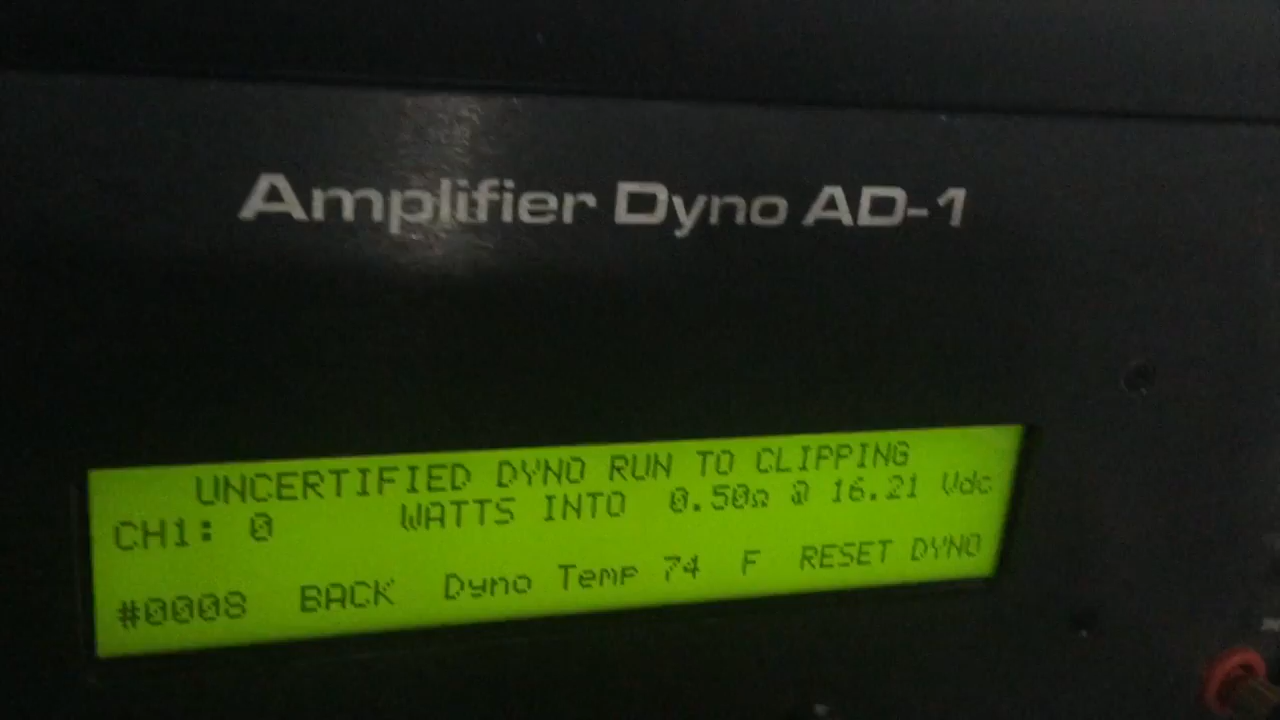 Amplifier Dyno AD-1
UNCERTIFIED DYNO RUN TO CLIPPING
CH1: 0 WATTS INTO 0.50Ω @ 16.21 Vdc
#0008 BACK Dyno Temp 74 F RESET DYNO